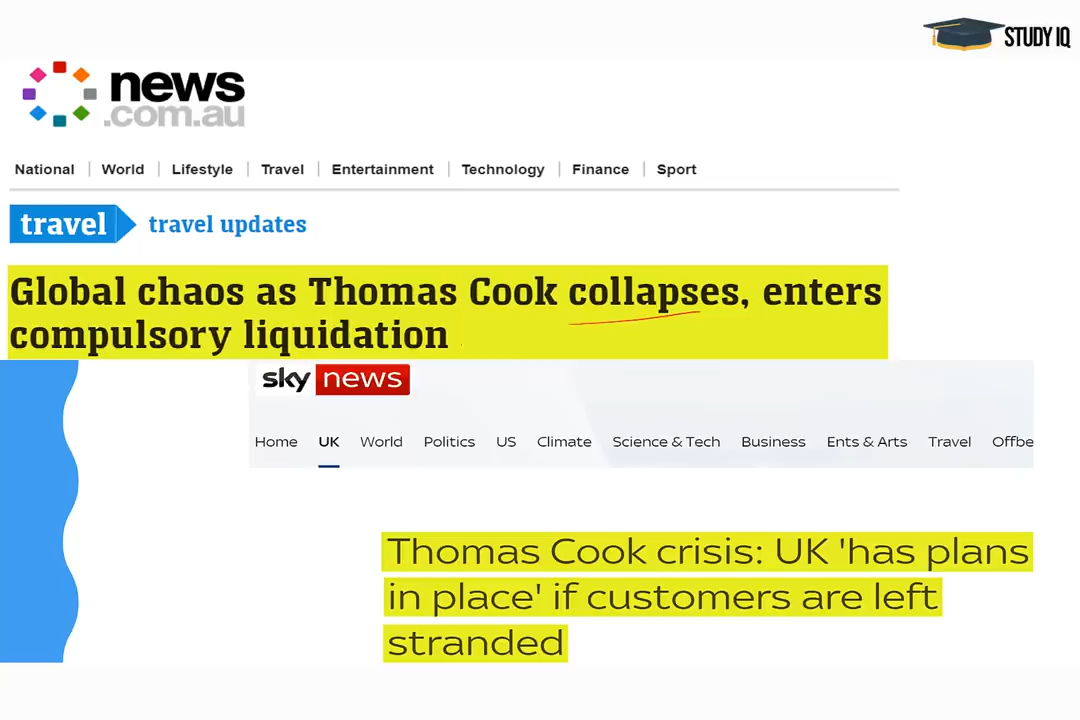 STUDY IQ
news
.com.au
National World Lifestyle Travel Entertainment Technology Finance Sport
travel travel updates
Global chaos as Thomas Cook collapses, enters
compulsory liquidation
sky news
Home UK World Politics US Climate Science & Tech Business Ents & Arts Travel Offbe
Thomas Cook crisis: UK 'has plans
in place' if customers are left
stranded